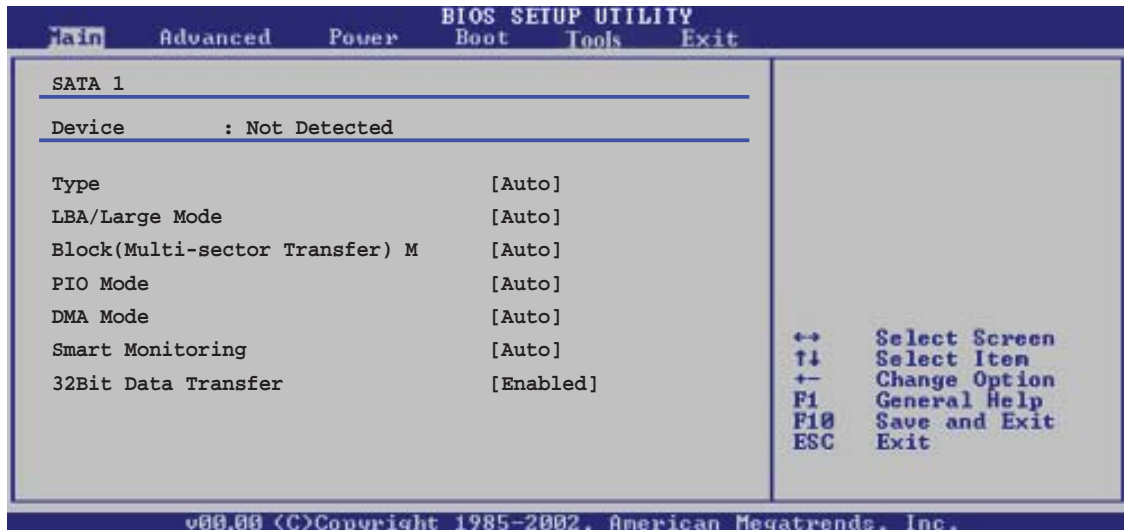 BIOS SETUP UTILITY
Main Advanced Power Boot Tools Exit
SATA 1
Device : Not Detected
Type [Auto]
LBA/Large Mode [Auto]
Block(Multi-sector Transfer) M [Auto]
PIO Mode [Auto]
DMA Mode [Auto]
Smart Monitoring [Auto]
32Bit Data Transfer [Enabled]
←→ Select Screen
↑↓ Select Item
+- Change Option
F1 General Help
F10 Save and Exit
ESC Exit
v00.00 (C)Copyright 1985-2002, American Megatrends, Inc.